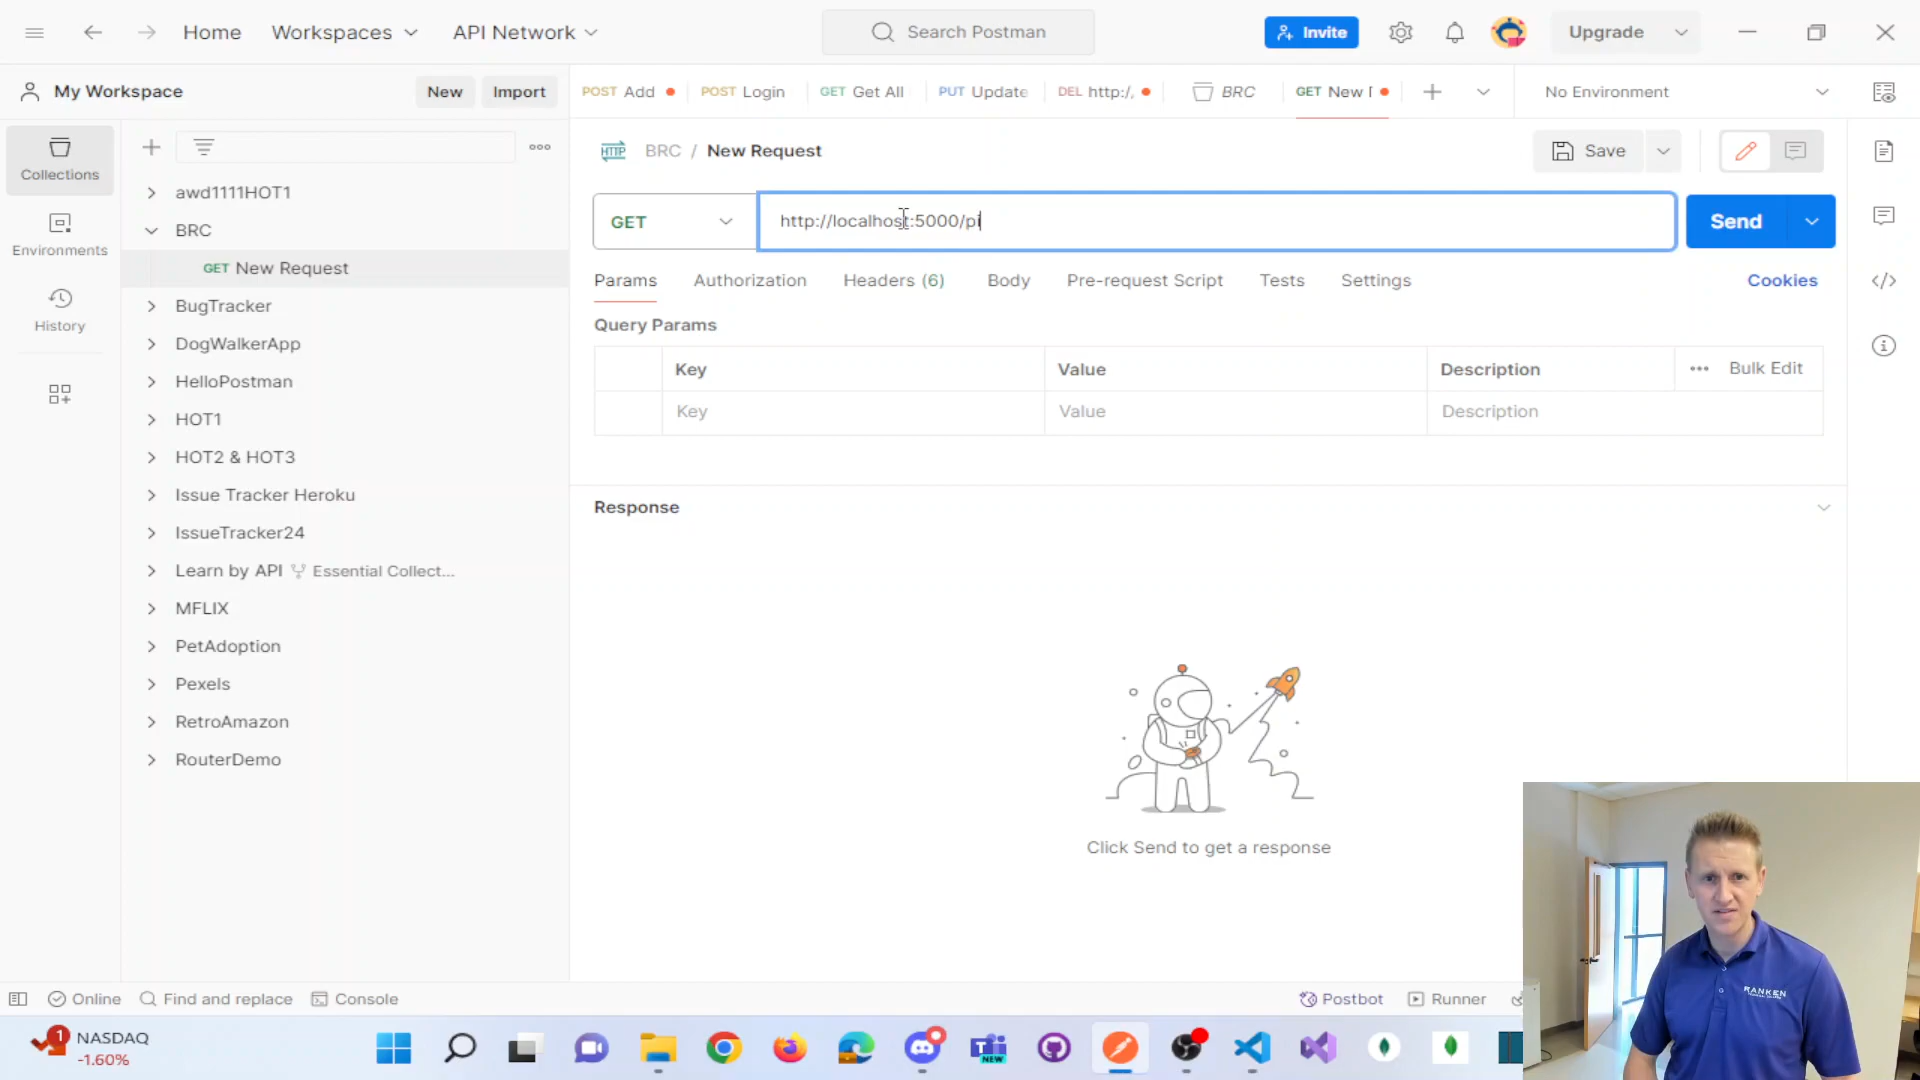 Home Workspaces API Network Search Postman Invite Upgrade
My Workspace New Import POST Add POST Login GET Get All PUT Update DEL http:/, BRC GET New No Environment
Collections
Environments
History
awd1111HOT1
BRC
GET New Request
BugTracker
DogWalkerApp
HelloPostman
HOT1
HOT2 & HOT3
Issue Tracker Heroku
IssueTracker24
Learn by API Essential Collect...
MFLIX
PetAdoption
Pexels
RetroAmazon
RouterDemo
HTTP BRC / New Request Save
GET http://localhost:5000/pi Send
Params Authorization Headers (6) Body Pre-request Script Tests Settings Cookies
Query Params
Key Value Description Bulk Edit
Key Value Description
Response
Click Send to get a response
RANKEN
Online Find and replace Console Postbot Runner
1 NASDAQ
-1.60%
NEW